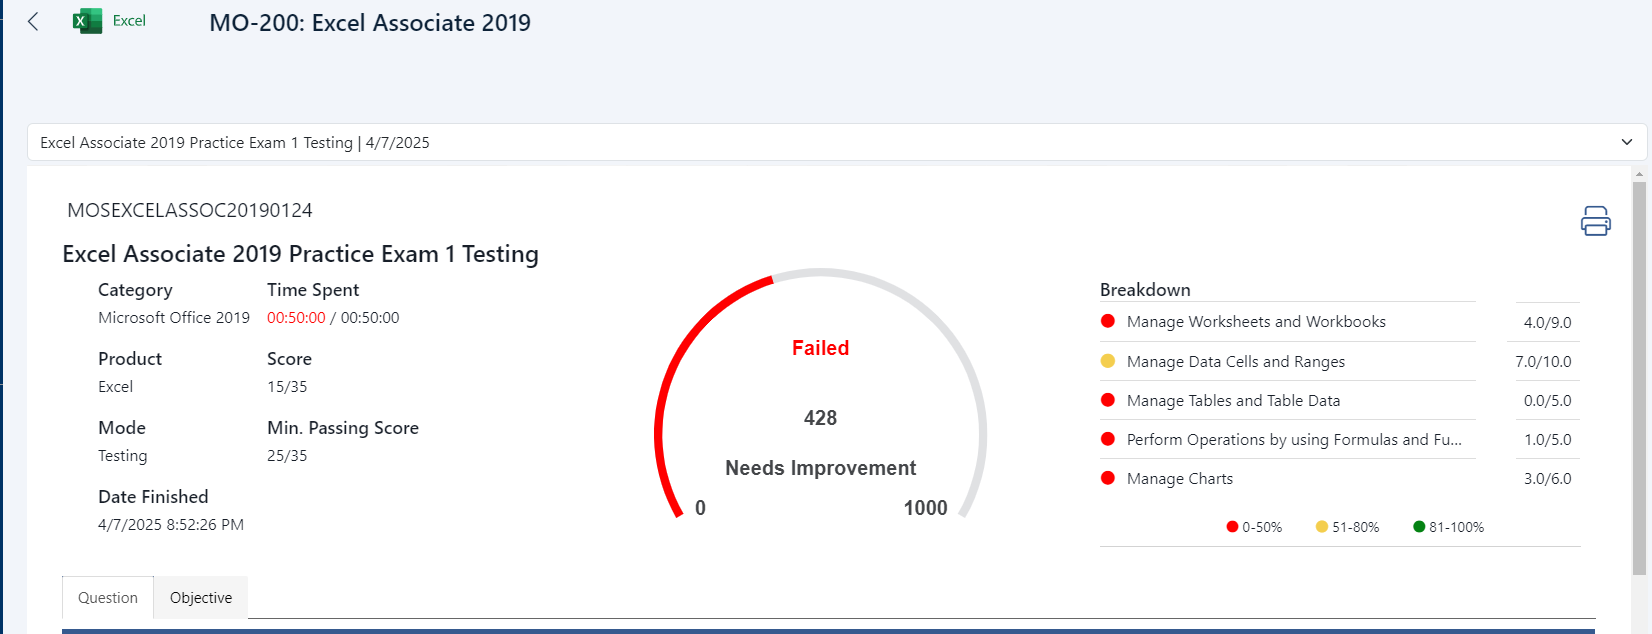 Excel
MO-200: Excel Associate 2019
Excel Associate 2019 Practice Exam 1 Testing | 4/7/2025
MOSEXCELASSOC20190124
Excel Associate 2019 Practice Exam 1 Testing
Category
Microsoft Office 2019
Time Spent
00:50:00 / 00:50:00
Product
Excel
Score
15/35
Mode
Testing
Min. Passing Score
25/35
Date Finished
4/7/2025 8:52:26 PM
Failed
428
Needs Improvement
0
1000
Breakdown
Manage Worksheets and Workbooks 4.0/9.0
Manage Data Cells and Ranges 7.0/10.0
Manage Tables and Table Data 0.0/5.0
Perform Operations by using Formulas and Fu... 1.0/5.0
Manage Charts 3.0/6.0
0-50% 51-80% 81-100%
Question Objective